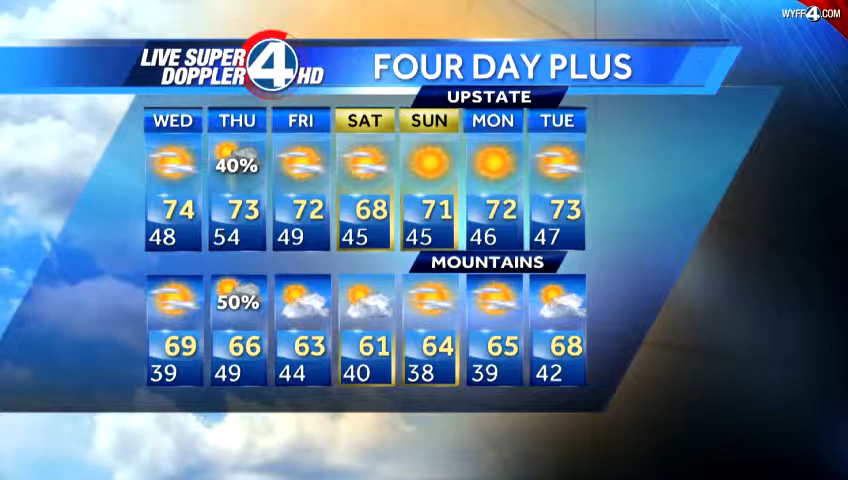 WYFF4.COM
LIVE SUPER
DOPPLER 4 HD
FOUR DAY PLUS
UPSTATE
WED THU FRI SAT SUN MON TUE
40%
74 73 72 68 71 72 73
48 54 49 45 45 46 47
MOUNTAINS
50%
69 66 63 61 64 65 68
39 49 44 40 38 39 42